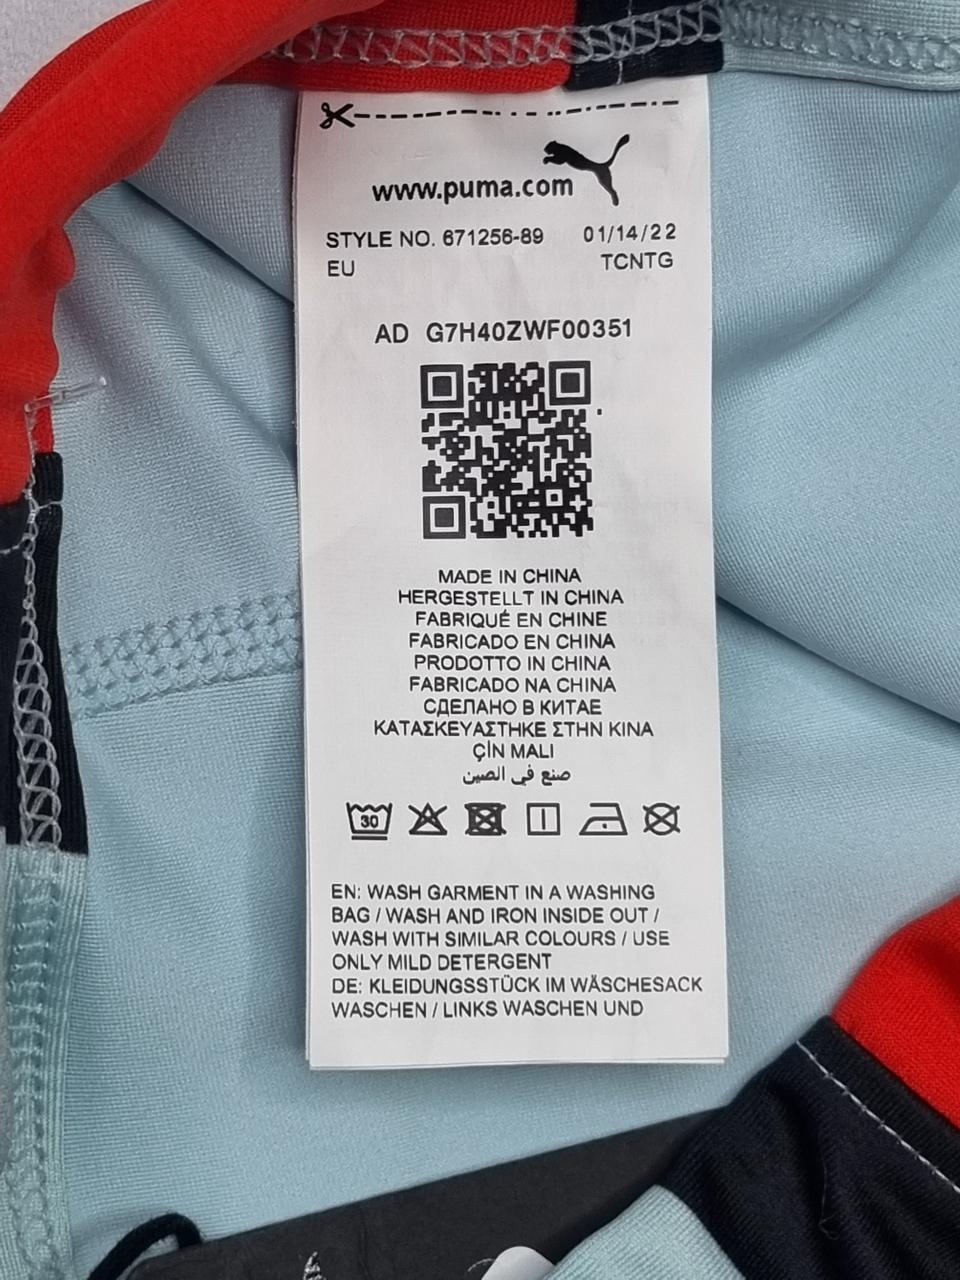 www.puma.com
STYLE NO. 671256-89 01/14/22
EU TCNTG
AD G7H40ZWF00351
MADE IN CHINA
HERGESTELLT IN CHINA
FABRIQUÉ EN CHINE
FABRICADO EN CHINA
PRODOTTO IN CHINA
FABRICADO NA CHINA
СДЕЛАНО В КИТАЕ
ΚΑΤΑΣΚΕΥΑΣΤΗΚΕ ΣΤΗΝ ΚΙΝΑ
ÇİN MALI
صنع في الصين
30
EN: WASH GARMENT IN A WASHING
BAG / WASH AND IRON INSIDE OUT /
WASH WITH SIMILAR COLOURS / USE
ONLY MILD DETERGENT
DE: KLEIDUNGSSTÜCK IM WÄSCHESACK
WASCHEN / LINKS WASCHEN UND